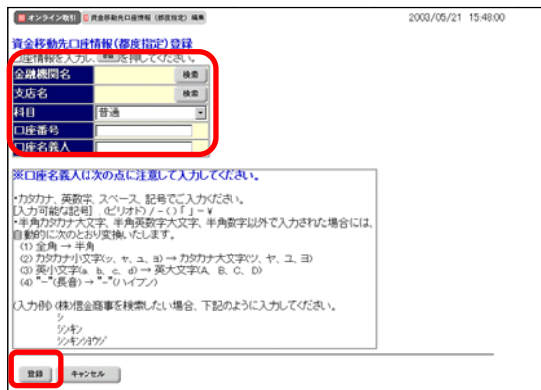 オンライン取引 資金移動先口座情報(都度指定)編集 2003/05/21 15:48:00
資金移動先口座情報(都度指定)登録
口座情報を入力し、登録を押してください。
金融機関名 検索
支店名 検索
科目 普通
口座番号
口座名義人
※口座名義人は次の点に注意して入力してください。
・カタカナ、英数字、スペース、記号でご入力ください。
[入力可能な記号] .(ピリオド) / - ( ) 「 」 - ¥
・半角カタカナ大文字、半角英数字大文字、半角数字以外で入力された場合には、
自動的に次のとおり変換いたします。
(1) 全角 → 半角
(2) カタカナ小文字(ッ、ャ、ュ、ョ) → カタカナ大文字(ツ、ヤ、ユ、ヨ)
(3) 英小文字(a、b、c、d) → 英大文字(A、B、C、D)
(4) "ー"(長音) → "-"(ハイフン)
(入力例) (株)信金商事を検索したい場合、下記のように入力してください。
シ
シンキン
シンキンシヨウジ
登録 キャンセル